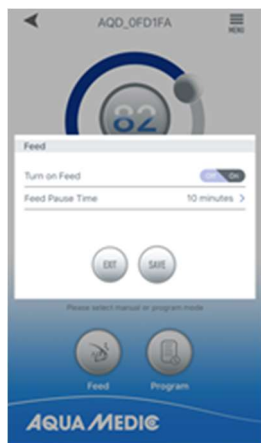 AQD_0FD1FA
MENU
82
Feed
Turn on Feed Off On
Feed Pause Time 10 minutes >
EXIT SAVE
Please select manual or program mode
Feed Program
AQUA MEDIC